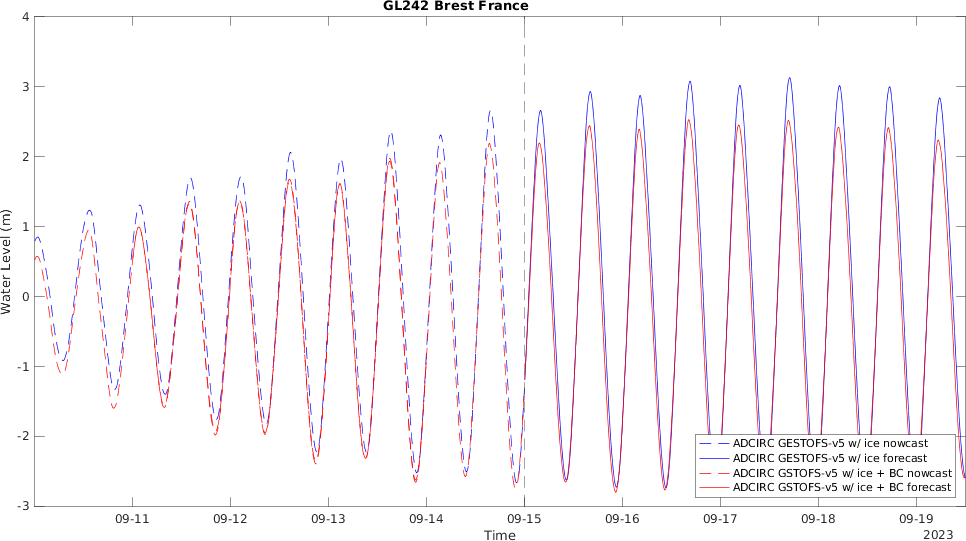 GL242 Brest France
4
3
2
1
0
-1
-2
-3
Water Level (m)
ADCIRC GESTOFS-v5 w/ ice nowcast
ADCIRC GESTOFS-v5 w/ ice forecast
ADCIRC GSTOFS-v5 w/ ice + BC nowcast
ADCIRC GSTOFS-v5 w/ ice + BC forecast
09-11 09-12 09-13 09-14 09-15 09-16 09-17 09-18 09-19
Time
2023